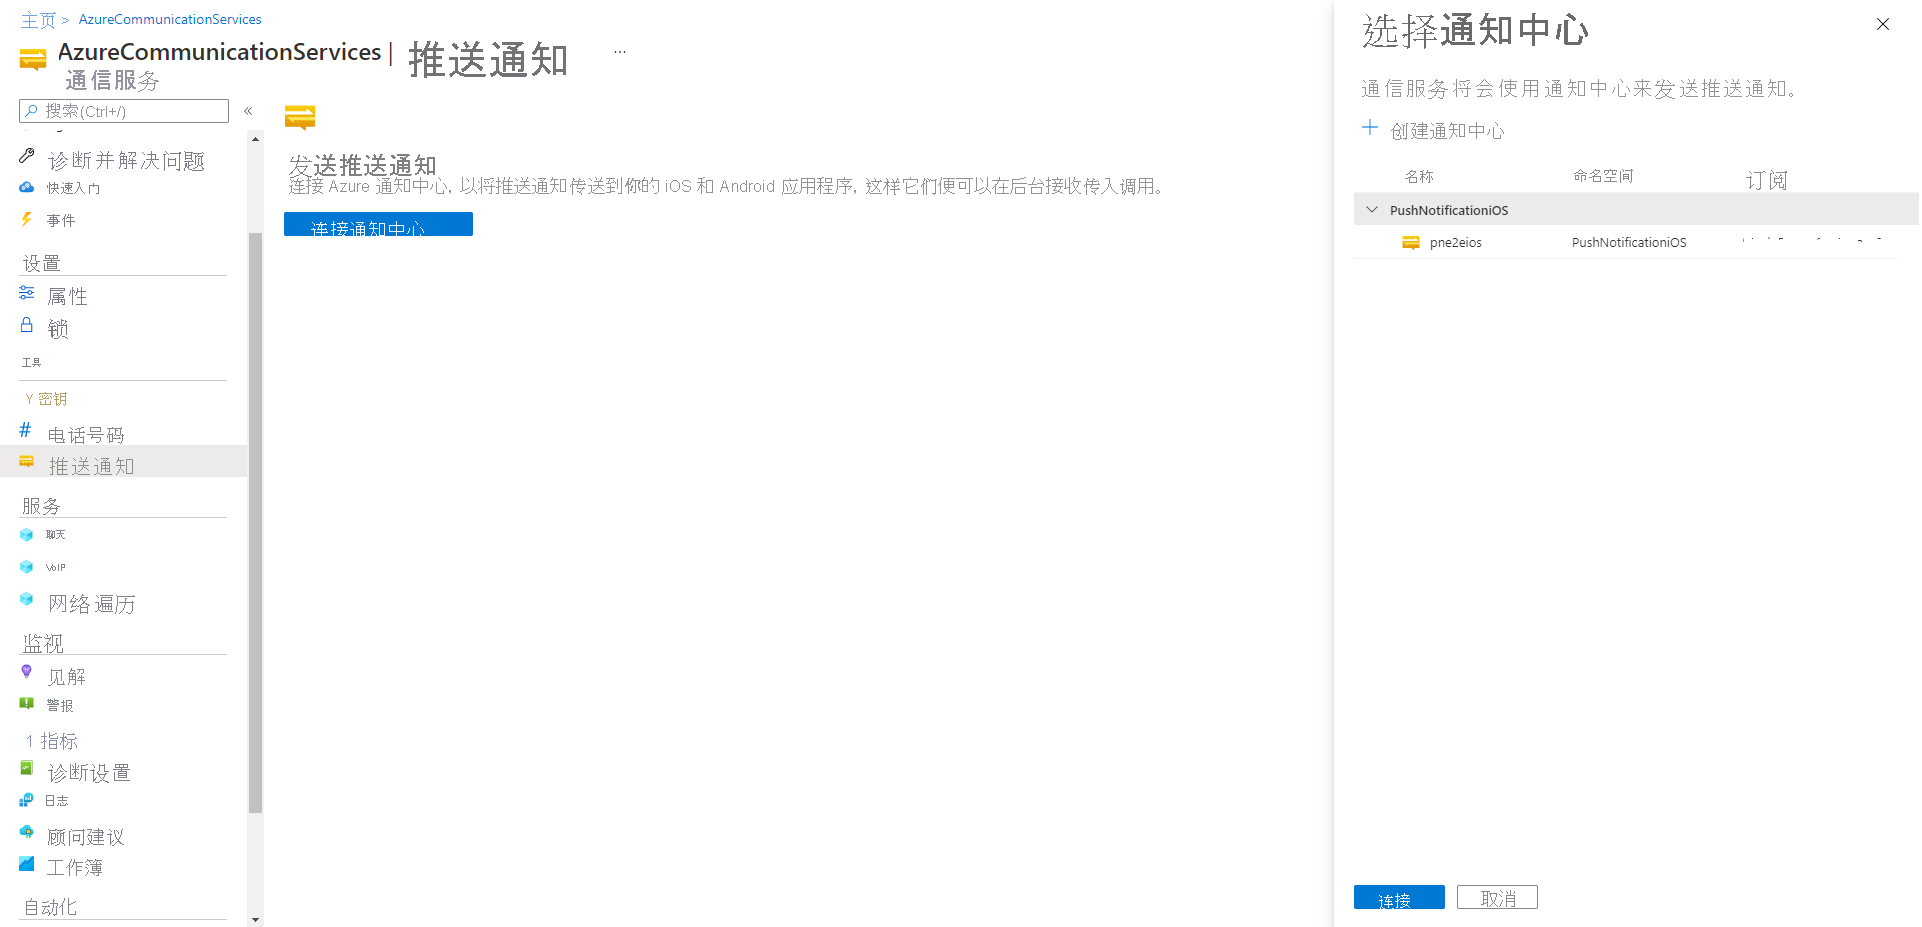 主页 > AzureCommunicationServices
AzureCommunicationServices | 推送通知 ...
通信服务
搜索(Ctrl+/)
«
诊断并解决问题
快速入门
事件
设置
属性
锁
工具
Y 密钥
电话号码
推送通知
服务
聊天
VoIP
网络遍历
监视
见解
警报
1 指标
诊断设置
日志
顾问建议
工作簿
自动化
发送推送通知
连接 Azure 通知中心, 以将推送通知传送到你的 iOS 和 Android 应用程序, 这样它们便可以在后台接收传入调用。
连接通知中心
选择通知中心
通信服务将会使用通知中心来发送推送通知。
创建通知中心
名称 命名空间 订阅
PushNotificationiOS
pne2eios PushNotificationiOS
连接 取消